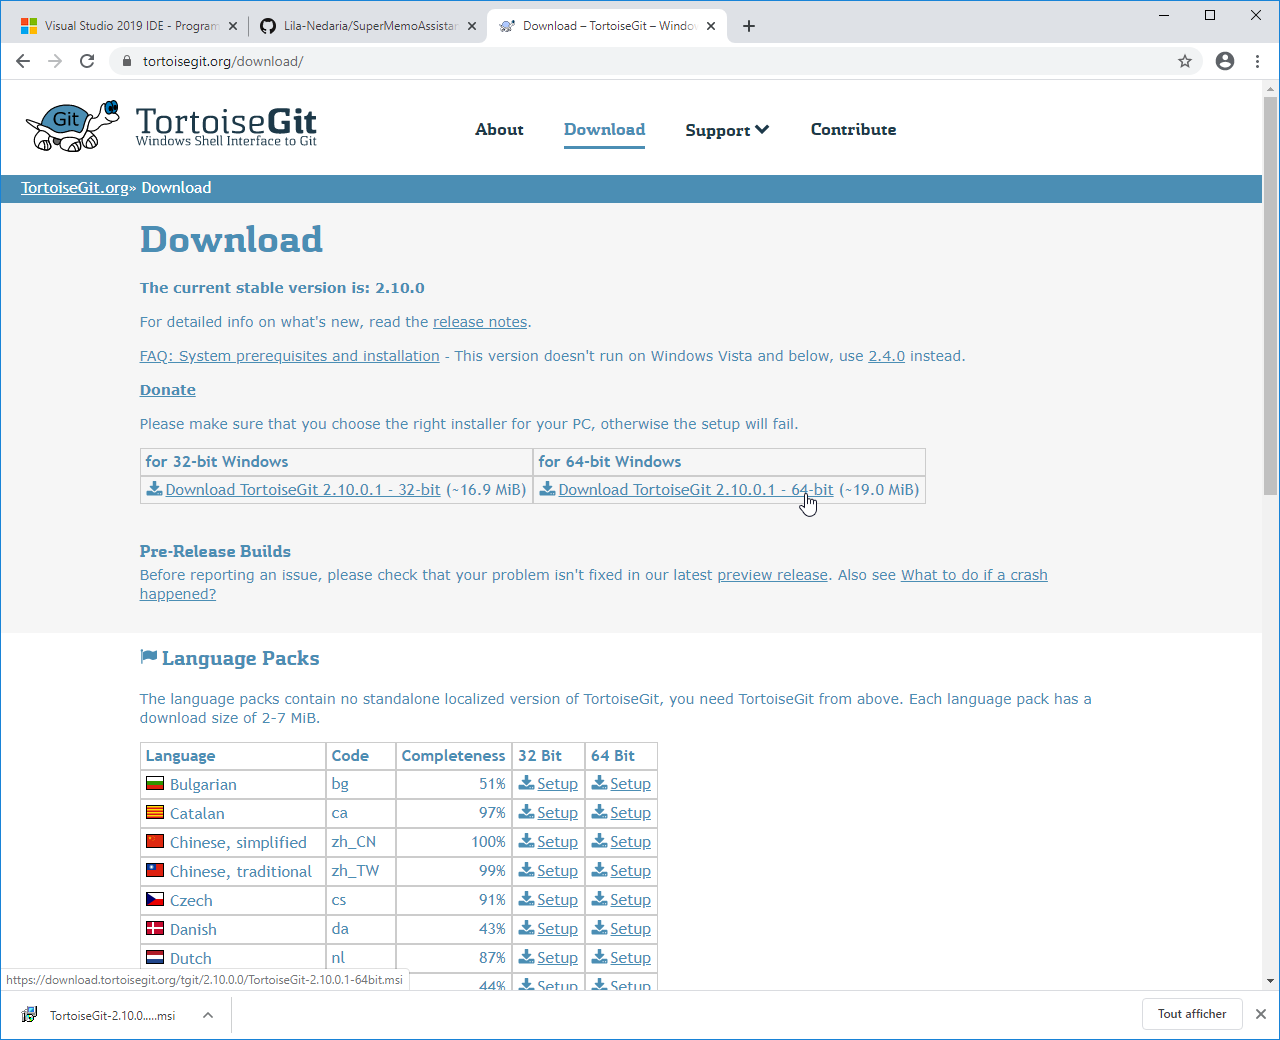 Visual Studio 2019 IDE - Program
Lila-Nedaria/SuperMemoAssistan
Download – TortoiseGit – Window
tortoisegit.org/download/
Git
TortoiseGit
Windows Shell Interface to Git
About
Download
Support
Contribute
TortoiseGit.org» Download
Download
The current stable version is: 2.10.0
For detailed info on what's new, read the release notes.
FAQ: System prerequisites and installation - This version doesn't run on Windows Vista and below, use 2.4.0 instead.
Donate
Please make sure that you choose the right installer for your PC, otherwise the setup will fail.
for 32-bit Windows for 64-bit Windows
Download TortoiseGit 2.10.0.1 - 32-bit (~16.9 MiB) Download TortoiseGit 2.10.0.1 - 64-bit (~19.0 MiB)
Pre-Release Builds
Before reporting an issue, please check that your problem isn't fixed in our latest preview release. Also see What to do if a crash
happened?
Language Packs
The language packs contain no standalone localized version of TortoiseGit, you need TortoiseGit from above. Each language pack has a
download size of 2-7 MiB.
Language Code Completeness 32 Bit 64 Bit
Bulgarian bg 51% Setup Setup
Catalan ca 97% Setup Setup
Chinese, simplified zh_CN 100% Setup Setup
Chinese, traditional zh_TW 99% Setup Setup
Czech cs 91% Setup Setup
Danish da 43% Setup Setup
Dutch nl 87% Setup Setup
44% Setup Setup
https://download.tortoisegit.org/tgit/2.10.0.0/TortoiseGit-2.10.0.1-64bit.msi
TortoiseGit-2.10.0.....msi
Tout afficher